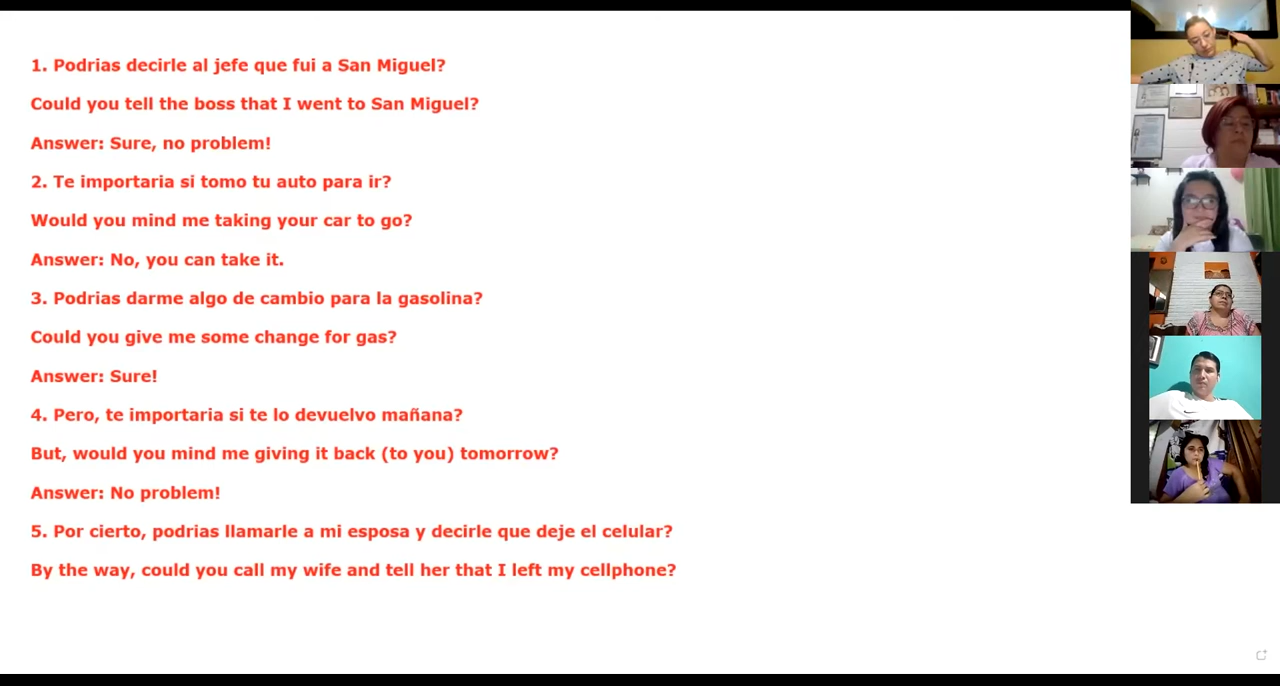 1. Podrias decirle al jefe que fui a San Miguel?
Could you tell the boss that I went to San Miguel?
Answer: Sure, no problem!
2. Te importaria si tomo tu auto para ir?
Would you mind me taking your car to go?
Answer: No, you can take it.
3. Podrias darme algo de cambio para la gasolina?
Could you give me some change for gas?
Answer: Sure!
4. Pero, te importaria si te lo devuelvo mañana?
But, would you mind me giving it back (to you) tomorrow?
Answer: No problem!
5. Por cierto, podrias llamarle a mi esposa y decirle que deje el celular?
By the way, could you call my wife and tell her that I left my cellphone?